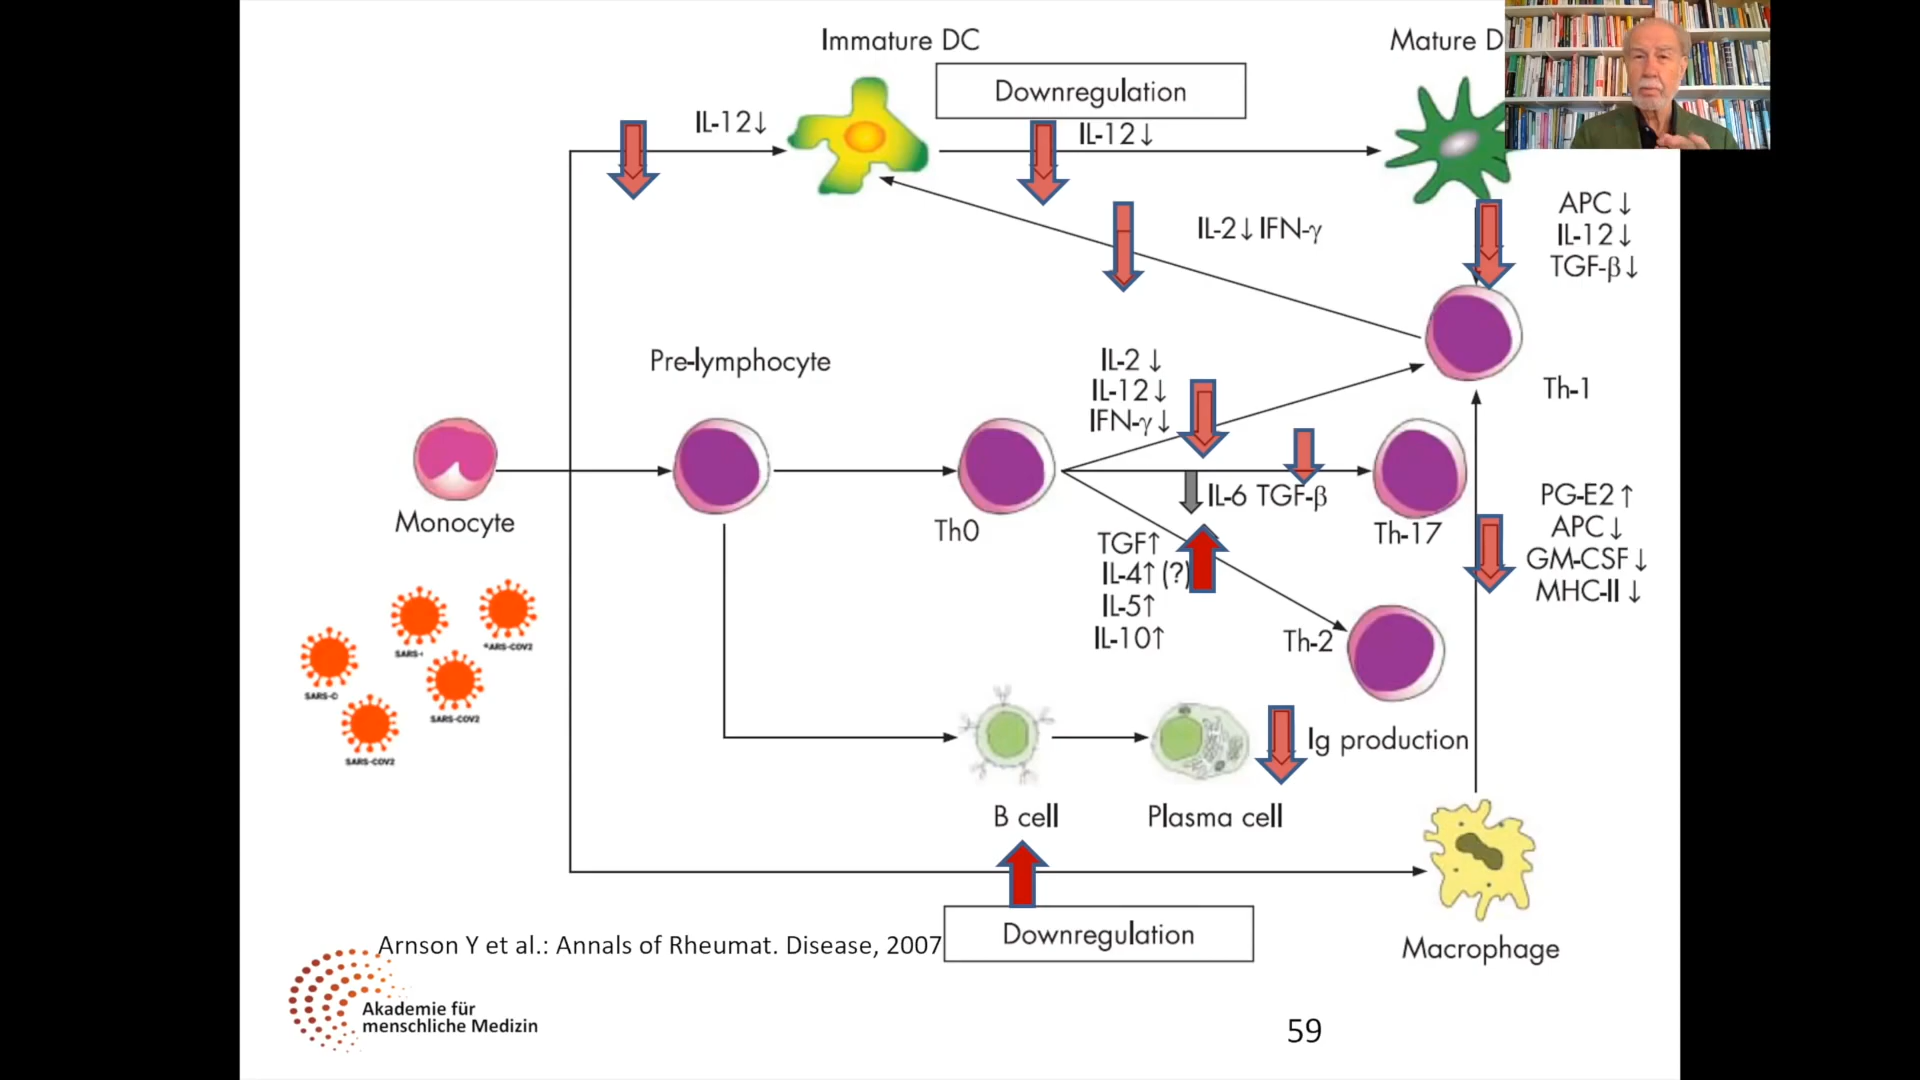 Immature DC
Mature D
Downregulation
IL-12↓
IL-12↓
IL-2↓IFN-γ
APC↓
IL-12↓
TGF-β↓
Pre-lymphocyte
IL-2 ↓
IL-12↓
IFN-γ↓
Th-1
Monocyte
Th0
IL-6 TGF-β
Th-17
PG-E2↑
APC↓
GM-CSF↓
MHC-II ↓
TGF↑
IL-4↑(?)
IL-5↑
IL-10↑
Th-2
SARS-
ARS-COV2
SARS-C
SARS-COV2
SARS-COV2
Ig production
B cell
Plasma cell
Downregulation
Macrophage
Arnson Y et al.: Annals of Rheumat. Disease, 2007
Akademie für
menschliche Medizin
59